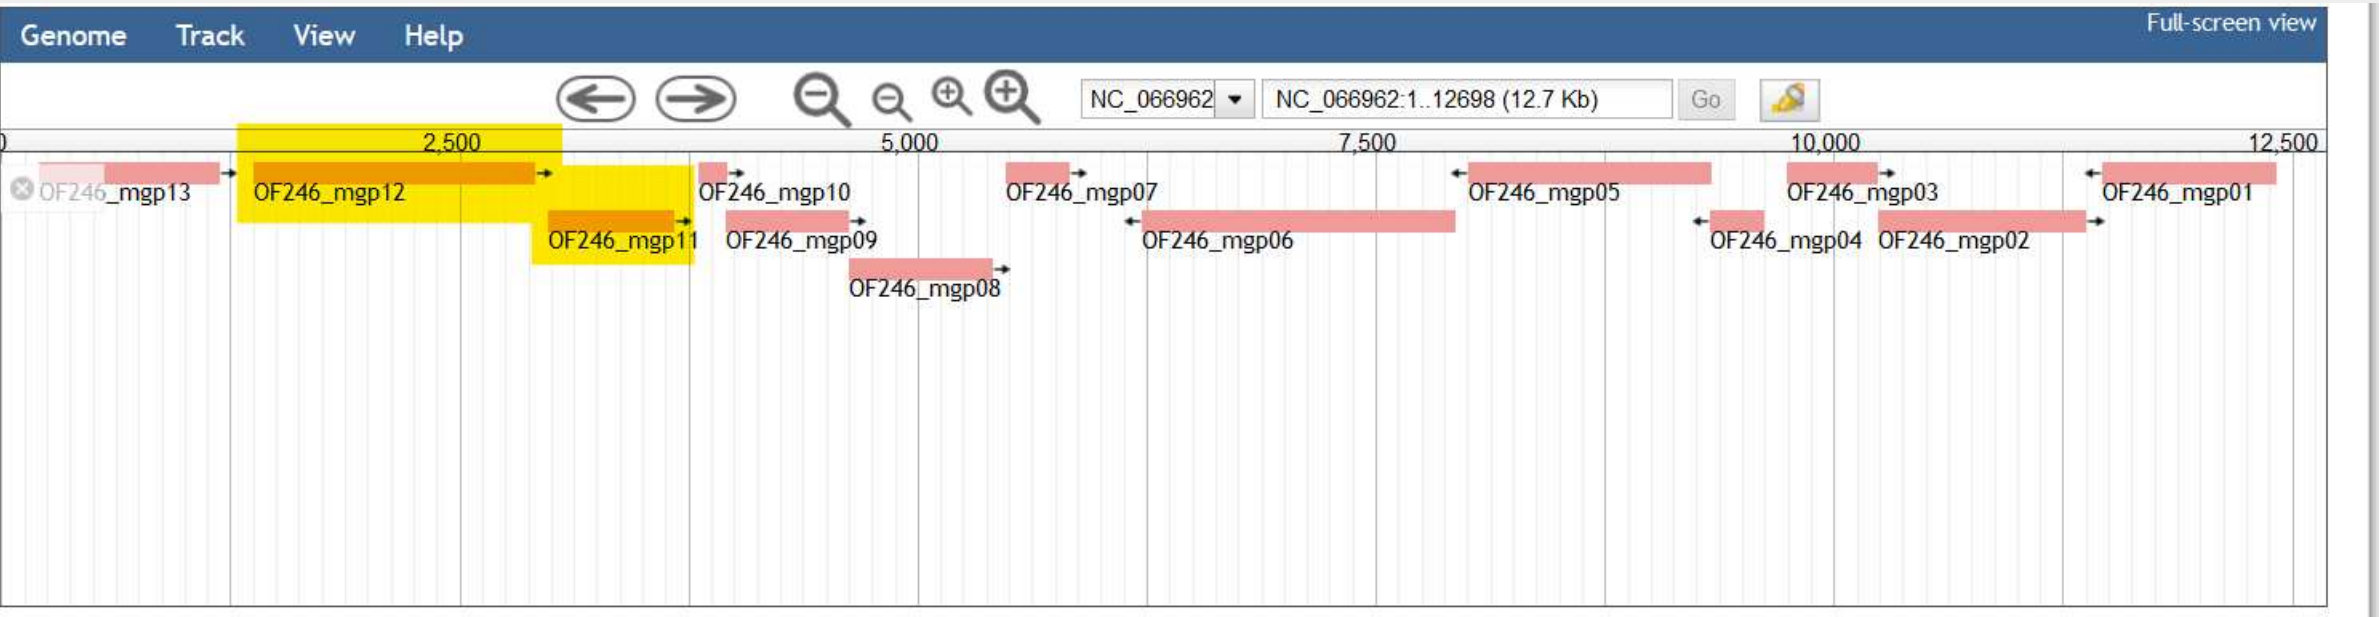 Genome Track View Help Full-screen view
NC_066962 NC_066962:1..12698 (12.7 Kb) Go
0 2,500 5,000 7,500 10,000 12,500
OF246_mgp13 OF246_mgp12 OF246_mgp10 OF246_mgp07 OF246_mgp05 OF246_mgp03 OF246_mgp01
OF246_mgp11 OF246_mgp09 OF246_mgp06 OF246_mgp04 OF246_mgp02
OF246_mgp08